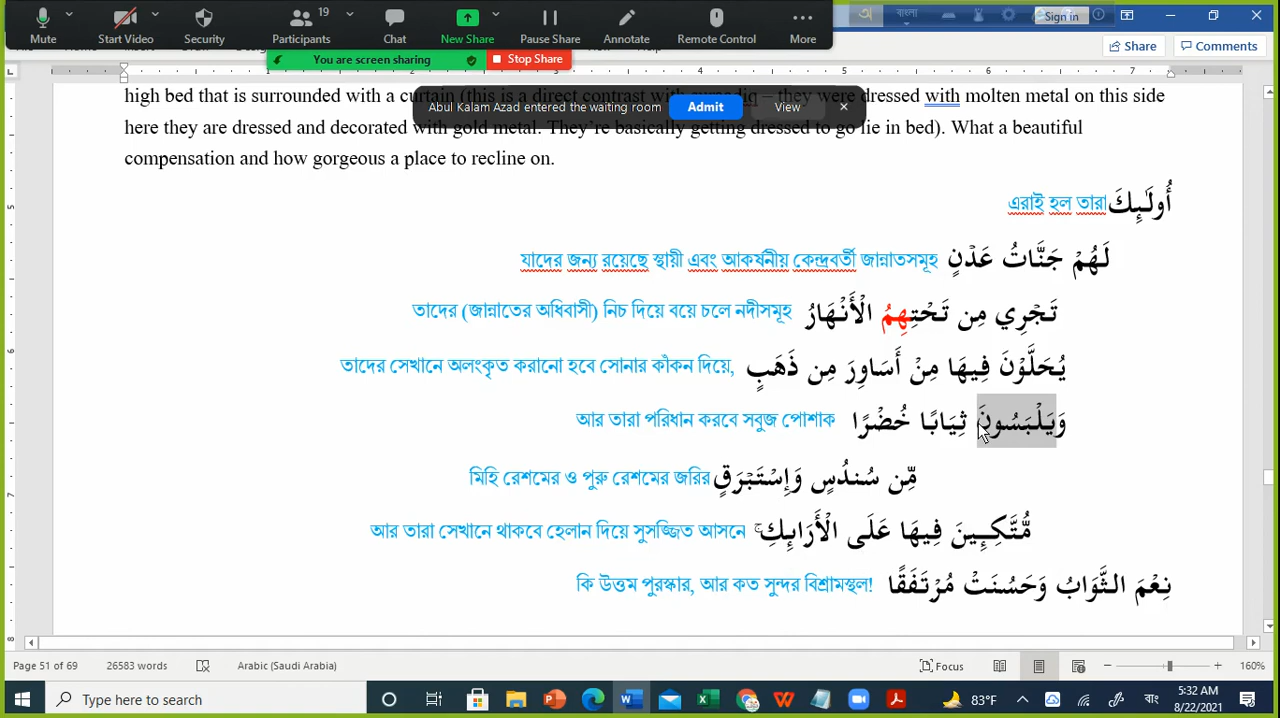 19
Mute
Start Video
Security
Participants
Chat
New Share
Pause Share
Annotate
Remote Control
More
বাংলা
Sign in
You are screen sharing
Stop Share
Share
Comments
Abul Kalam Azad entered the waiting room
Admit
View
high bed that is surrounded with a curtain (this is a direct contrast with suradiq – they were dressed with molten metal on this side
here they are dressed and decorated with gold metal. They're basically getting dressed to go lie in bed). What a beautiful
compensation and how gorgeous a place to recline on.
أُولَـٰئِكَ এরাই হল তারা
لَهُمْ جَنَّاتُ عَدْنٍ যাদের জন্য রয়েছে স্থায়ী এবং আকর্ষনীয় কেন্দ্রবর্তী জান্নাতসমূহ
تَجْرِي مِن تَحْتِهِمُ الْأَنْهَارُ তাদের (জান্নাতের অধিবাসী) নিচ দিয়ে বয়ে চলে নদীসমূহ
يُحَلَّوْنَ فِيهَا مِنْ أَسَاوِرَ مِن ذَهَبٍ তাদের সেখানে অলংকৃত করানো হবে সোনার কাঁকন দিয়ে,
وَيَلْبَسُونَ ثِيَابًا خُضْرًا আর তারা পরিধান করবে সবুজ পোশাক
مِّن سُندُسٍ وَإِسْتَبْرَقٍ মিহি রেশমের ও পুরু রেশমের জরির
مُّتَّكِـِٔينَ فِيهَا عَلَى الْأَرَائِكِ ۚ আর তারা সেখানে থাকবে হেলান দিয়ে সুসজ্জিত আসনে
نِعْمَ الثَّوَابُ وَحَسُنَتْ مُرْتَفَقًا কি উত্তম পুরস্কার, আর কত সুন্দর বিশ্রামস্থল!
Page 51 of 69
26583 words
Arabic (Saudi Arabia)
Focus
160%
Type here to search
83°F
বাং
5:32 AM
8/22/2021